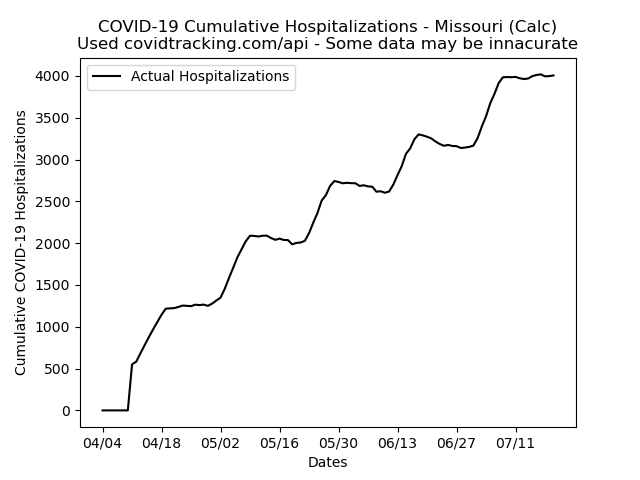 COVID-19 Cumulative Hospitalizations - Missouri (Calc)
Used covidtracking.com/api - Some data may be innacurate
Actual Hospitalizations
Cumulative COVID-19 Hospitalizations
4000
3500
3000
2500
2000
1500
1000
500
0
04/04 04/18 05/02 05/16 05/30 06/13 06/27 07/11
Dates